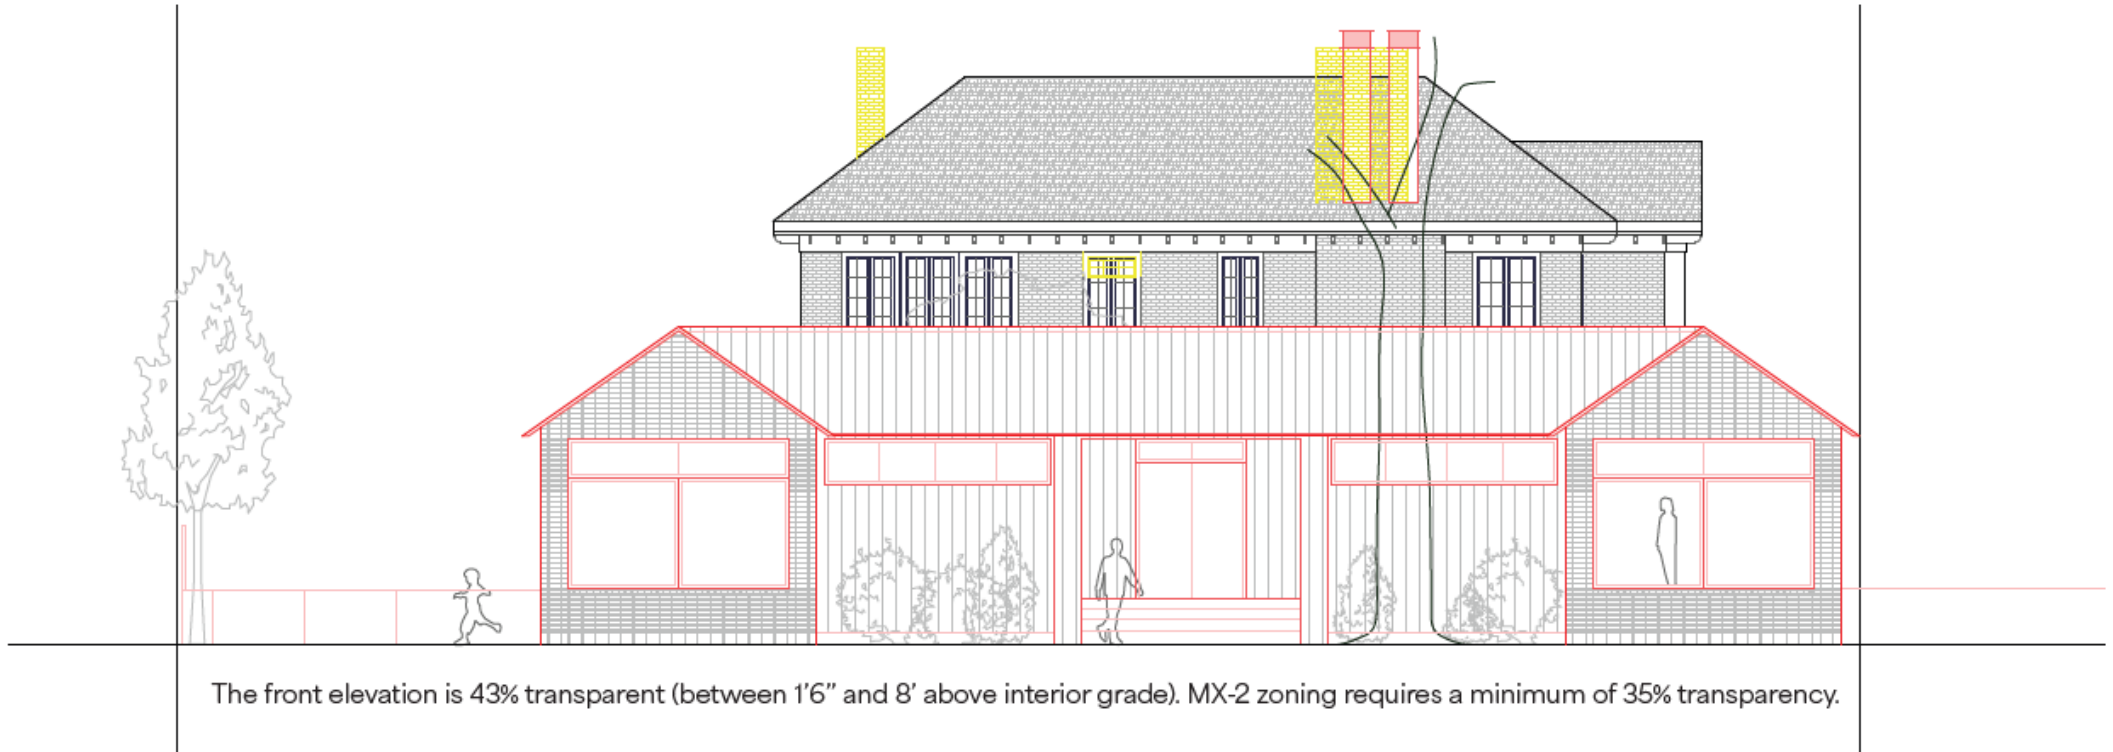 The front elevation is 43% transparent (between 1'6” and 8' above interior grade). MX-2 zoning requires a minimum of 35% transparency.